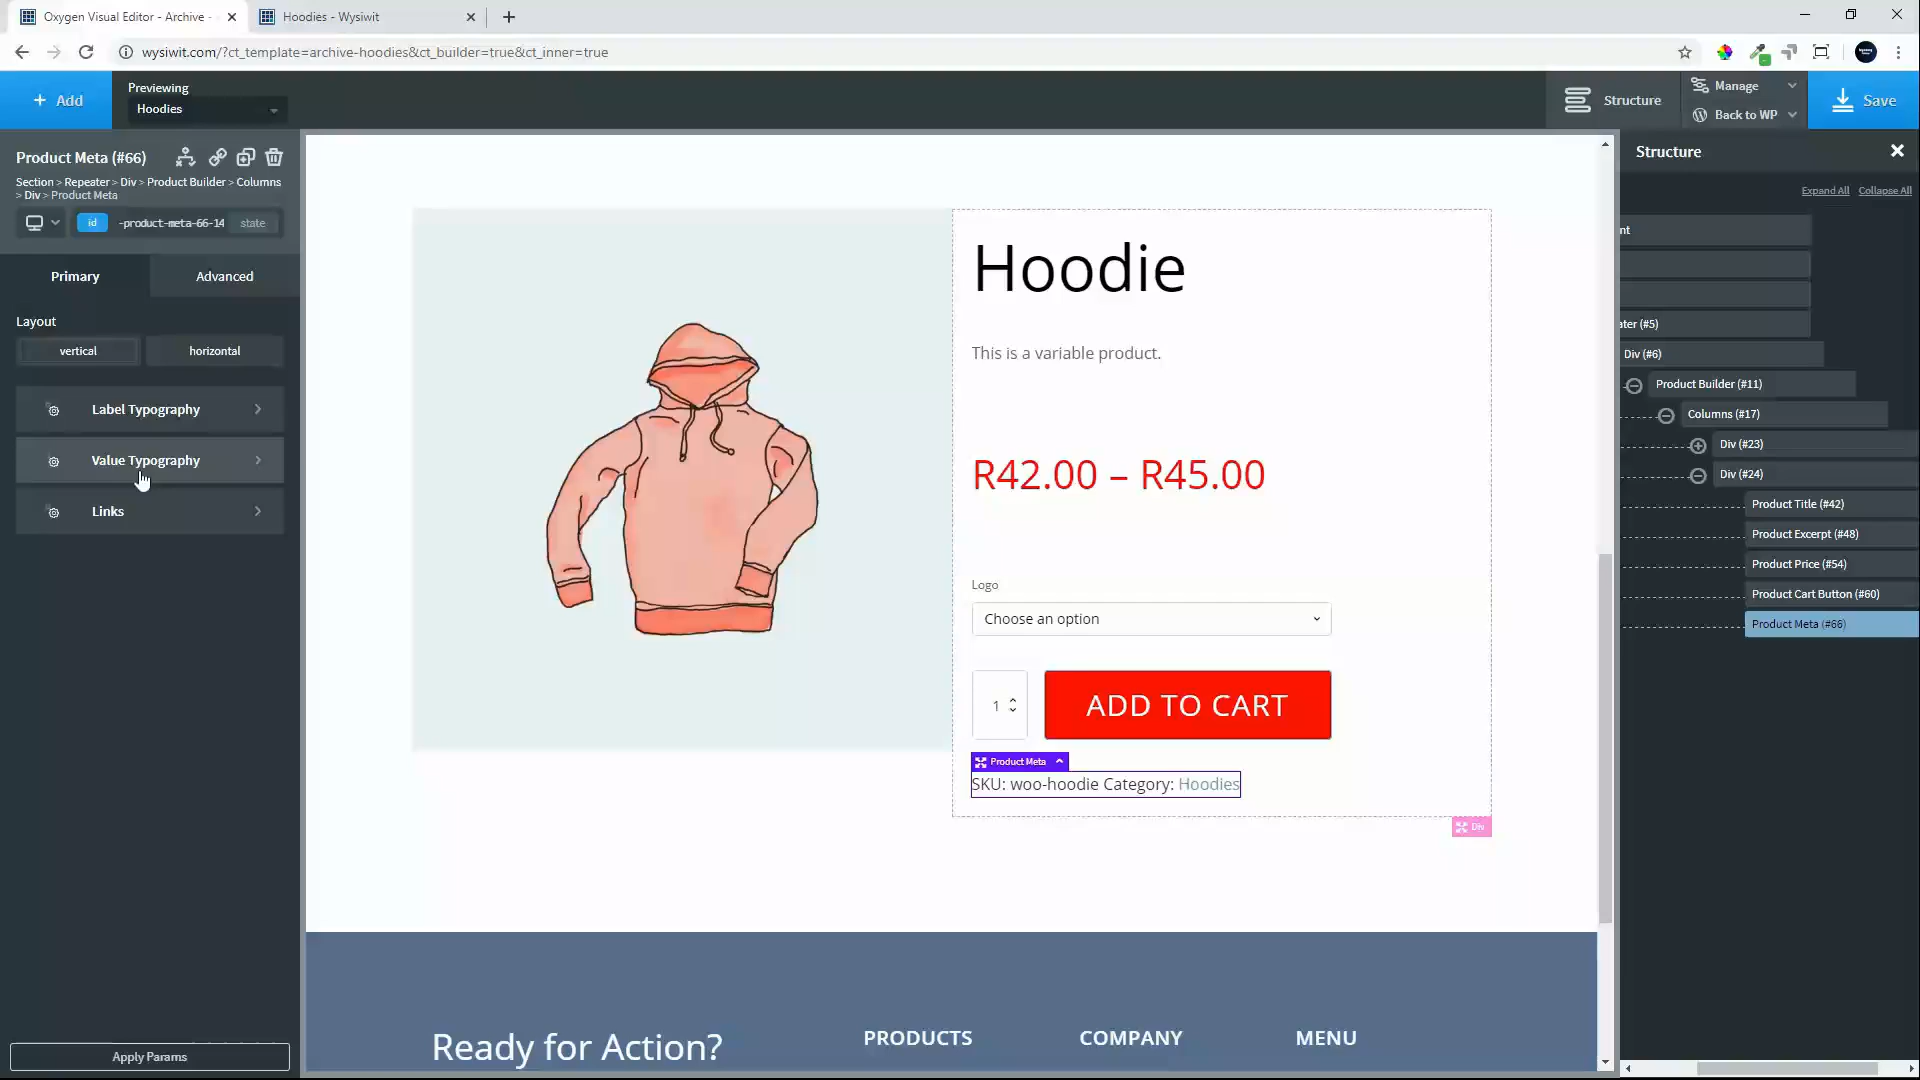 Oxygen Visual Editor - Archive -
Hoodies - Wysiwit
wysiwit.com/?ct_template=archive-hoodies&ct_builder=true&ct_inner=true
+ Add
Previewing
Hoodies
Structure
Manage
Back to WP
Save
Product Meta (#66)
Section > Repeater > Div > Product Builder > Columns
> Div > Product Meta
id
-product-meta-66-14
state
Primary
Advanced
Layout
vertical
horizontal
Label Typography
Value Typography
Links
Apply Params
Hoodie
This is a variable product.
R42.00 – R45.00
Logo
Choose an option
1
ADD TO CART
Product Meta
SKU: woo-hoodie Category: Hoodies
Div
Ready for Action?
PRODUCTS
COMPANY
MENU
Structure
Expand All
Collapse All
nt
ater (#5)
Div (#6)
Product Builder (#11)
Columns (#17)
Div (#23)
Div (#24)
Product Title (#42)
Product Excerpt (#48)
Product Price (#54)
Product Cart Button (#60)
Product Meta (#66)